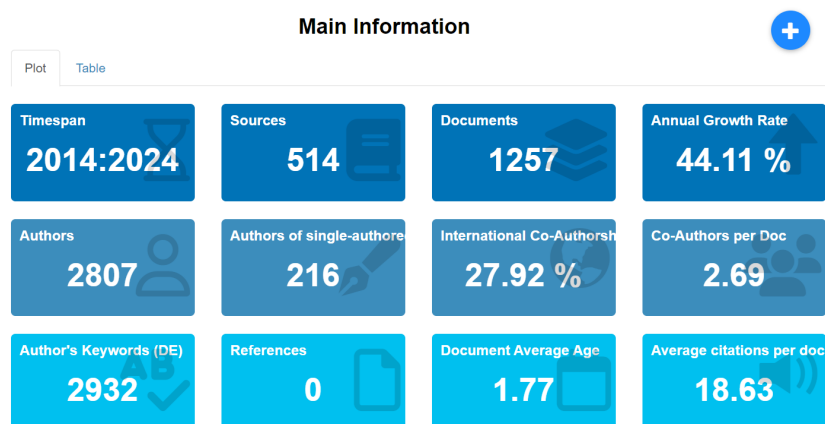 Main Information
Plot
Table
Timespan
2014:2024
Sources
514
Documents
1257
Annual Growth Rate
44.11 %
Authors
2807
Authors of single-authore
216
International Co-Authorsh
27.92 %
Co-Authors per Doc
2.69
Author's Keywords (DE)
AB
2932
References
0
Document Average Age
1.77
Average citations per doc
18.63